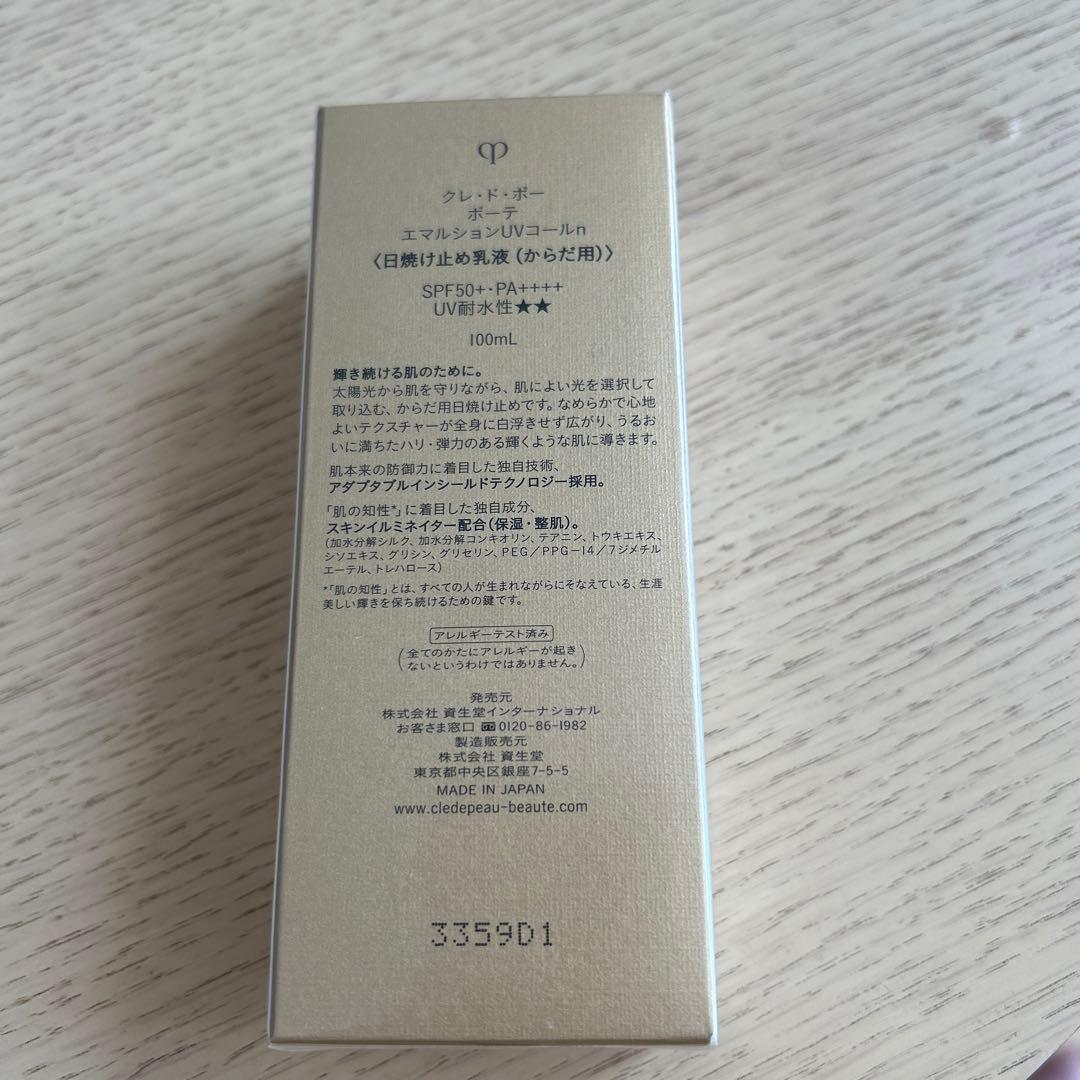 クレ・ド・ポー
ボーテ
エマルションUVコールn
〈日焼け止め乳液(からだ用)〉
SPF50+・PA++++
UV耐水性★★
100mL
輝き続ける肌のために。
太陽光から肌を守りながら、肌によい光を選択して
取り込む、からだ用日焼け止めです。なめらかで心地
よいテクスチャーが全身に白浮きせず広がり、うるお
いに満ちたハリ・弾力のある輝くような肌に導きます。
肌本来の防御力に着目した独自技術、
アダプタブルインシールドテクノロジー採用。
「肌の知性*」に着目した独自成分、
スキンイルミネイター配合(保湿・整肌)。
(加水分解シルク、加水分解コンキオリン、テアニン、トウキエキス、
シソエキス、グリシン、グリセリン、PEG/PPG-14/7ジメチル
エーテル、トレハロース)
*「肌の知性」とは、すべての人が生まれながらにそなえている、生涯
美しい輝きを保ち続けるための鍵です。
アレルギーテスト済み
(全てのかたにアレルギーが起き
ないというわけではありません。)
発売元
株式会社 資生堂インターナショナル
お客さま窓口 0120-86-1982
製造販売元
株式会社 資生堂
東京都中央区銀座7-5-5
MADE IN JAPAN
www.cledepeau-beaute.com
3359D1